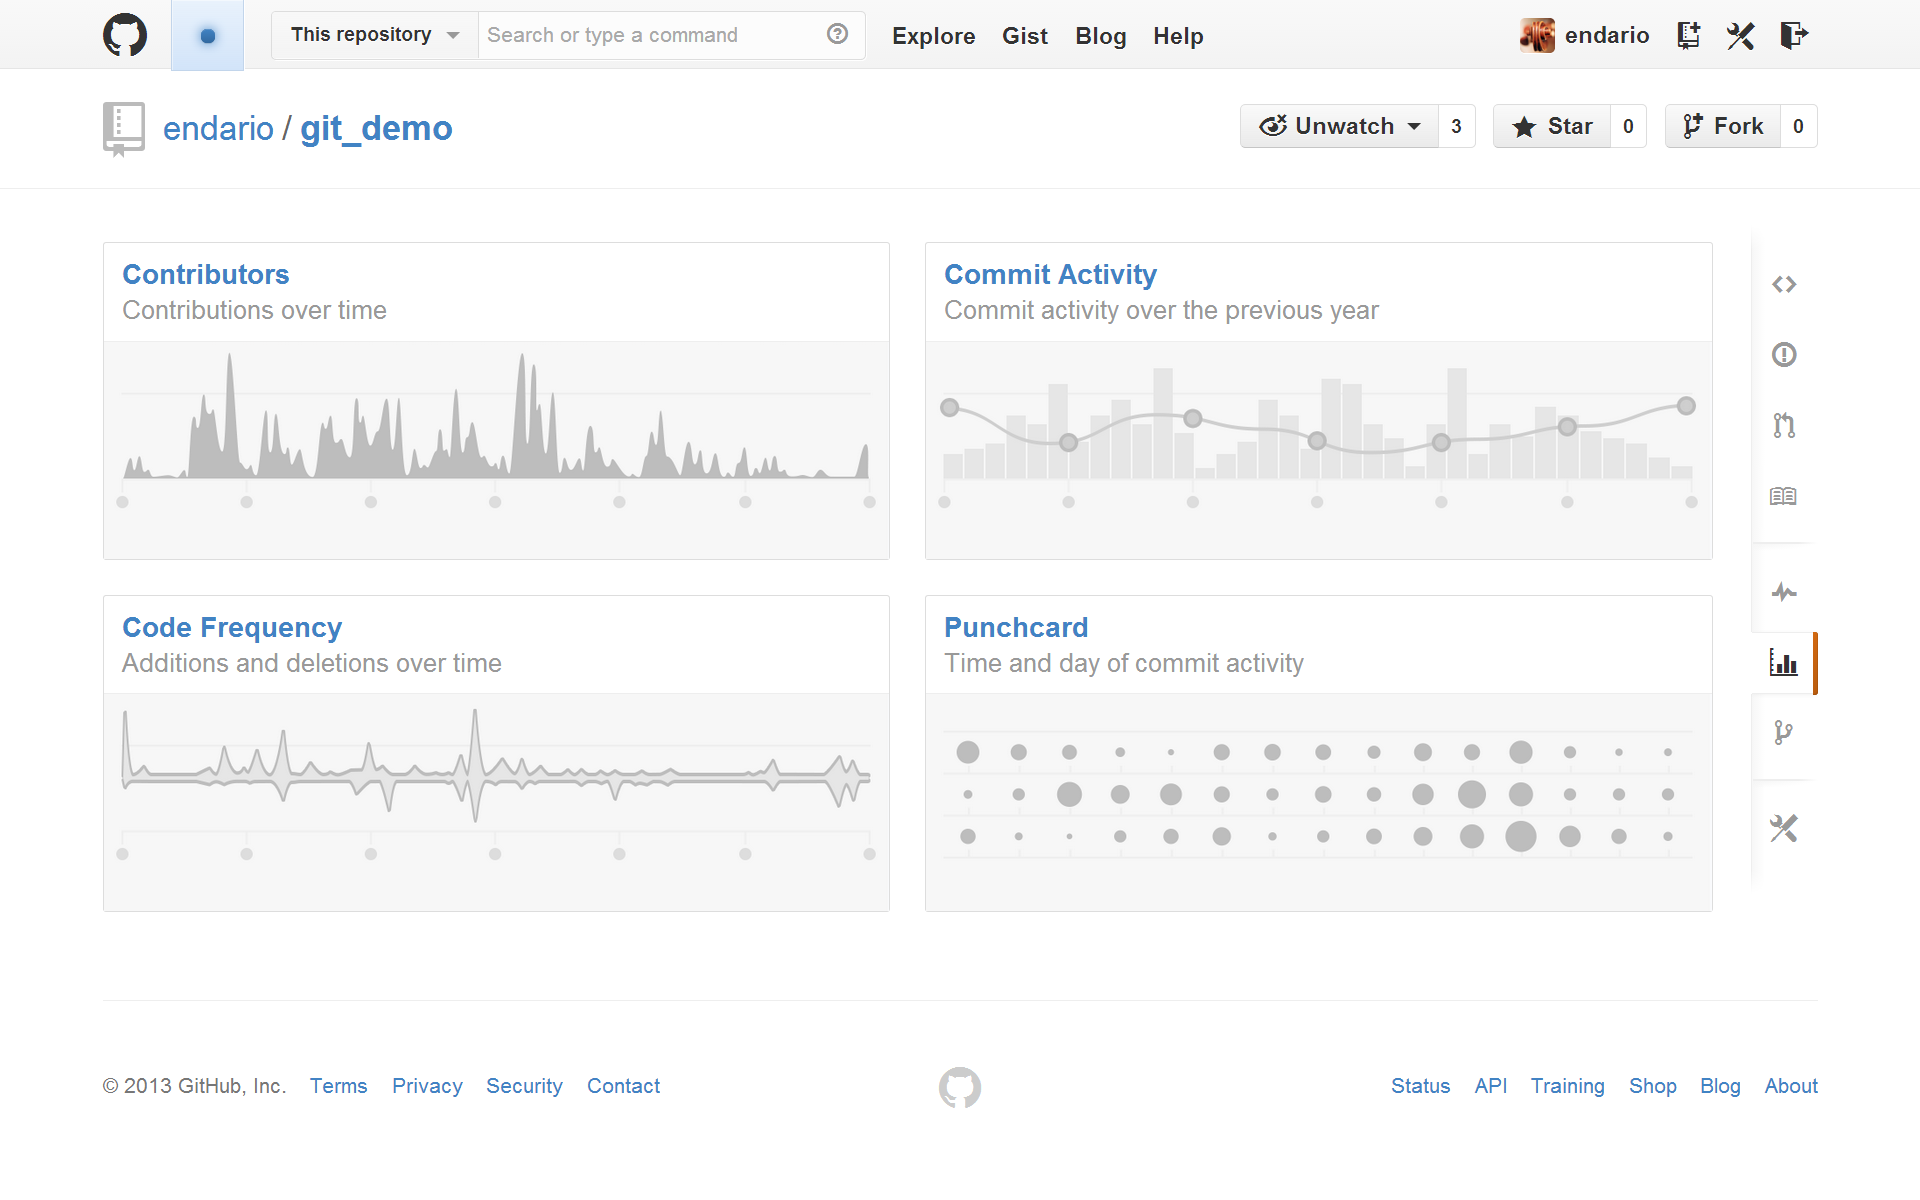 This repository Search or type a command Explore Gist Blog Help endario
endario / git_demo Unwatch 3 Star 0 Fork 0
Contributors
Contributions over time
Commit Activity
Commit activity over the previous year
Code Frequency
Additions and deletions over time
Punchcard
Time and day of commit activity
© 2013 GitHub, Inc. Terms Privacy Security Contact Status API Training Shop Blog About